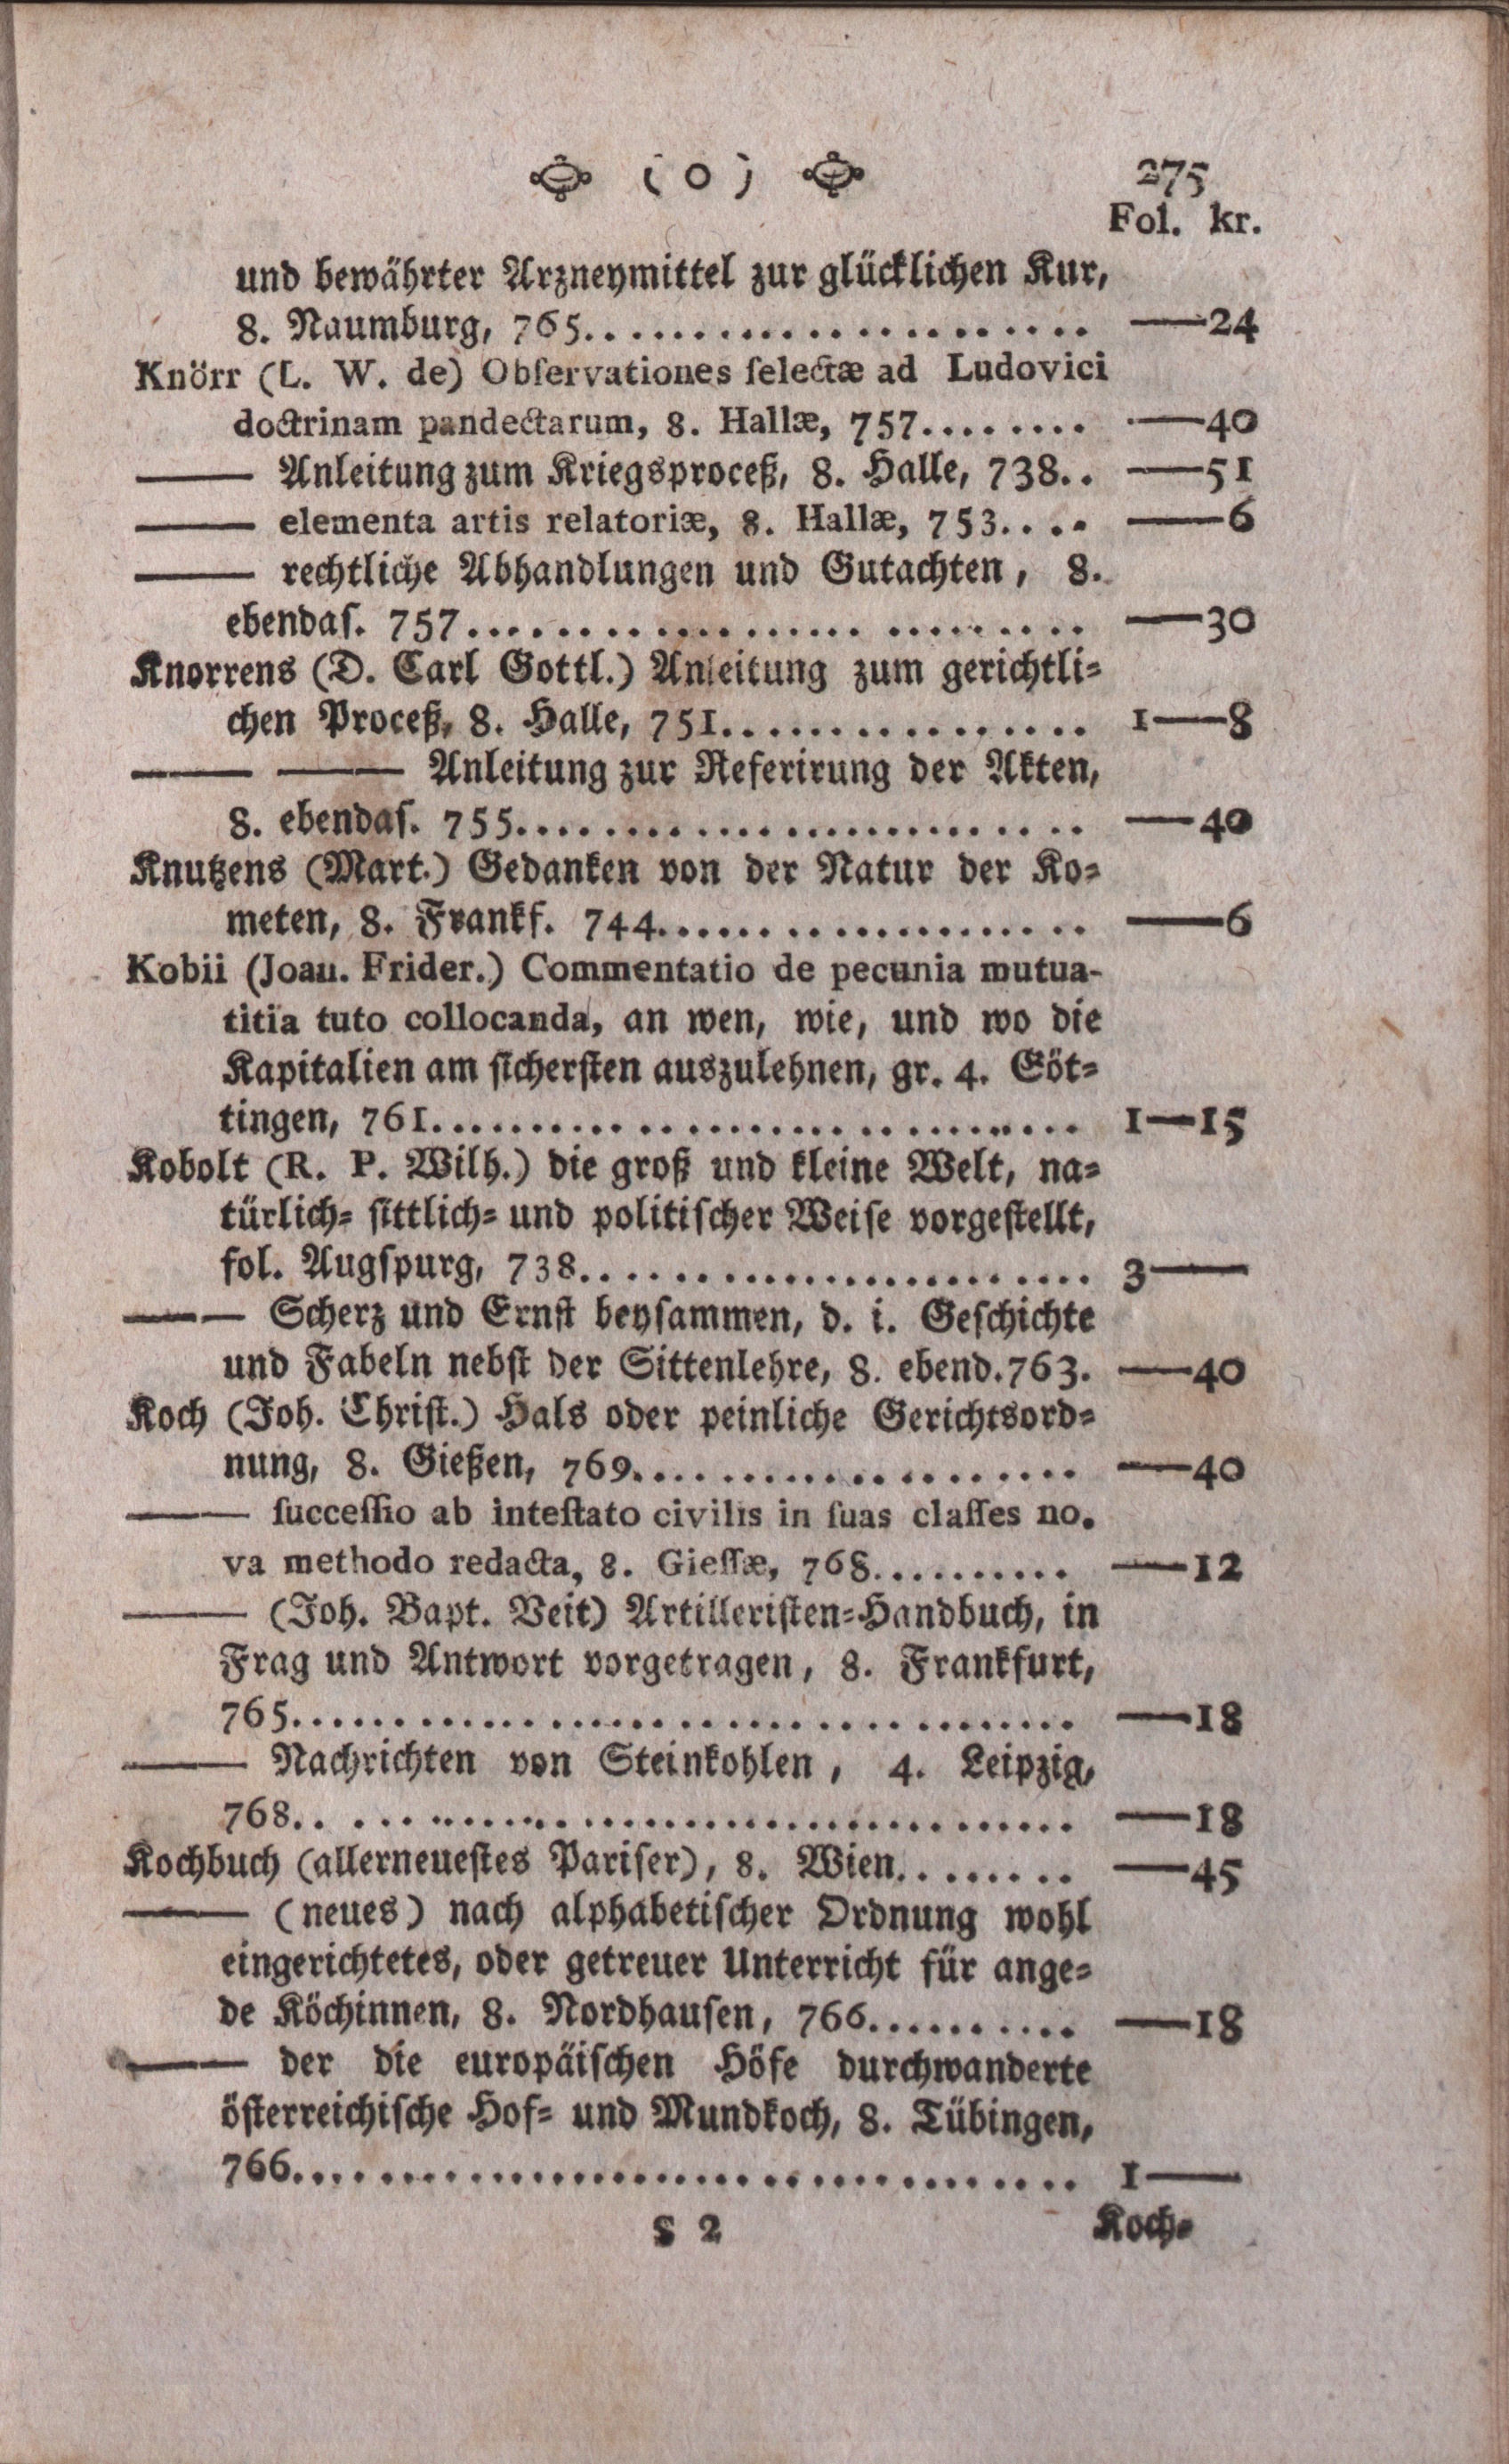 ( o ) 275
Fol. kr.
und bewährter Arzneymittel zur glücklichen Kur,
8. Naumburg, 765...................... —24
Knörr (L. W. de) Obſervationes ſelectæ ad Ludovici
doctrinam pandectarum, 8. Hallæ, 757........ —40
—— Anleitung zum Kriegsproceß, 8. Halle, 738.. —51
—— elementa artis relatoriæ, 8. Hallæ, 753.... —6
—— rechtliche Abhandlungen und Gutachten, 8.
ebendaſ. 757.......................... —30
Knorrens (D. Carl Gottl.) Anleitung zum gerichtli-
chen Proceß, 8. Halle, 751................ 1—8
—— —— Anleitung zur Referirung der Akten,
8. ebendaſ. 755......................... —40
Knutzens (Mart.) Gedanken von der Natur der Ko-
meten, 8. Frankf. 744................... —6
Kobii (Joan. Frider.) Commentatio de pecunia mutua-
titia tuto collocanda, an wen, wie, und wo die
Kapitalien am ſicherſten auszulehnen, gr. 4. Göt-
tingen, 761............................. 1—15
Kobolt (R. P. Wilh.) die groß und kleine Welt, na-
türlich- ſittlich- und politiſcher Weiſe vorgeſtellt,
fol. Augſpurg, 738....................... 3—
—— Scherz und Ernſt beyſammen, d. i. Geſchichte
und Fabeln nebſt der Sittenlehre, 8. ebend. 763. —40
Koch (Joh. Chriſt.) Hals oder peinliche Gerichtsord-
nung, 8. Gießen, 769.................... —40
—— ſucceſſio ab inteſtato civilis in ſuas claſſes no.
va methodo redacta, 8. Gieſſæ, 768.......... —12
—— (Joh. Bapt. Veit) Artilleriſten-Handbuch, in
Frag und Antwort vorgetragen, 8. Frankfurt,
765.................................... —18
—— Nachrichten von Steinkohlen, 4. Leipzig,
768.................................... —18
Kochbuch (allerneueſtes Pariſer), 8. Wien........ —45
—— (neues) nach alphabetiſcher Ordnung wohl
eingerichtetes, oder getreuer Unterricht für ange-
de Köchinnen, 8. Nordhauſen, 766.......... —18
—— der die europäiſchen Höfe durchwanderte
öſterreichiſche Hof- und Mundkoch, 8. Tübingen,
766.................................... 1—
S 2 Koch-